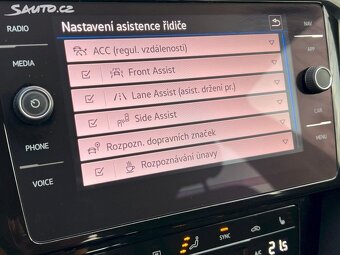 SAUTO.CZ
Nastavení asistence řidiče
RADIO
MEDIA
PHONE
VOICE
NAV
APP
CAR
MENU
ACC (regul. vzdálenosti)
Front Assist
Lane Assist (asist. držení pr.)
Side Assist
Rozpozn. dopravních značek
Rozpoznávání únavy
SYNC
A/C